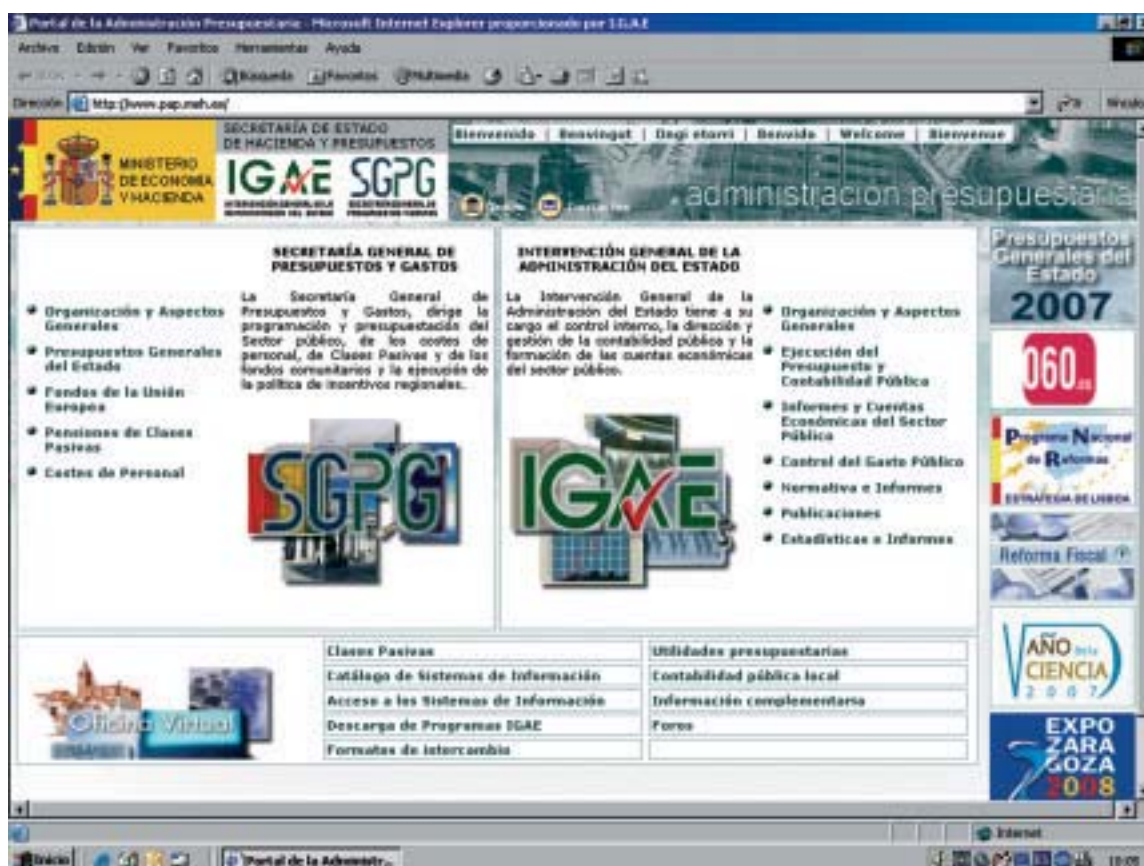 Portal de la Administración Presupuestaria - Microsoft Internet Explorer proporcionado por I.G.A.E
Archivo Edición Ver Favoritos Herramientas Ayuda
Búsqueda Favoritos Multimedia
Dirección http://www.pap.meh.es/
MINISTERIO
DE ECONOMIA
Y HACIENDA
SECRETARÍA DE ESTADO
DE HACIENDA Y PRESUPUESTOS
IGAE SGPG
Bienvenido | Benvingut | Ongi etorri | Benvido | Welcome | Bienvenue
administración presupuestaria
SECRETARÍA GENERAL DE
PRESUPUESTOS Y GASTOS
La Secretaría General de
Presupuestos y Gastos, dirige la
programación y presupuestación del
Sector público, de los costes de
personal, de Clases Pasivas y de los
fondos comunitarios y la ejecución de
la política de incentivos regionales.
Organización y Aspectos
Generales
Presupuestos Generales
del Estado
Fondos de la Unión
Europea
Pensiones de Clases
Pasivas
Costes de Personal
SGPG
INTERVENCIÓN GENERAL DE LA
ADMINISTRACIÓN DEL ESTADO
La Intervención General de la
Administración del Estado tiene a su
cargo el control interno, la dirección y
gestión de la contabilidad pública y la
formación de las cuentas económicas
del sector público.
IGAE
Organización y Aspectos
Generales
Ejecución del
Presupuesto y
Contabilidad Pública
Informes y Cuentas
Económicas del Sector
Público
Control del Gasto Público
Normativa e Informes
Publicaciones
Estadísticas e Informes
Presupuestos
Generales del
Estado
2007
060.es
Programa Nacional
de Reformas
ESTRATEGIA DE LISBOA
Reforma Fiscal
AÑO de la
CIENCIA
2007
EXPO
ZARA
GOZA
2008
Oficina Virtual
Clases Pasivas
Catálogo de Sistemas de Información
Acceso a los Sistemas de Información
Descarga de Programas IGAE
Formatos de intercambio
Utilidades presupuestarias
Contabilidad pública local
Información complementaria
Foros
Internet
Inicio
Portal de la Administr...